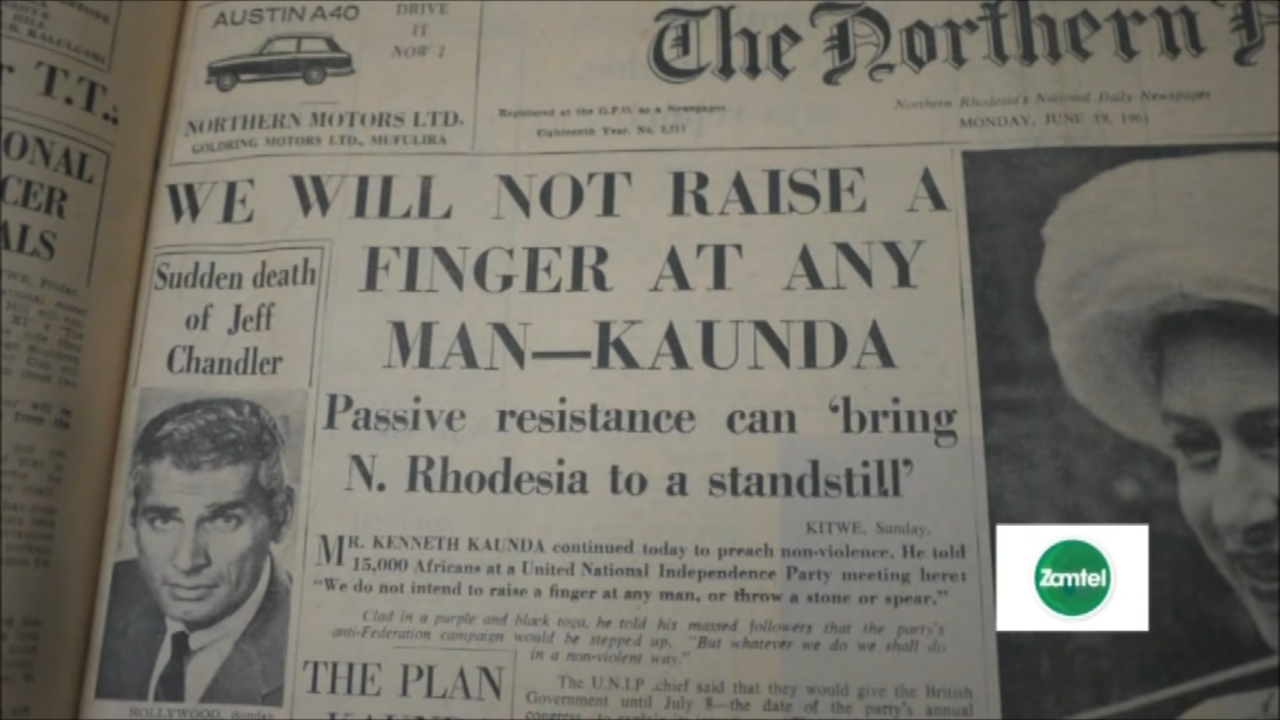 AUSTIN A40
DRIVE
IT
NOW !
NORTHERN MOTORS LTD.
GOLDRING MOTORS LTD., MUFULIRA
The Northern
Registered at the G.P.O. as a Newspaper
Eighteenth Year, No.
Northern Rhodesia's National Daily Newspaper
MONDAY, JUNE 19, 1961
R. KALULUSHI
T.T.:
ONAL
CER
ALS
WE WILL NOT RAISE A
FINGER AT ANY
MAN—KAUNDA
Sudden death
of Jeff
Chandler
HOLLYWOOD, Sunday
Passive resistance can ‘bring
N. Rhodesia to a standstill’
KITWE, Sunday.
MR. KENNETH KAUNDA continued today to preach non-violence. He told
15,000 Africans at a United National Independence Party meeting here:
“We do not intend to raise a finger at any man, or throw a stone or spear.”
Clad in a purple and black toga, he told his massed followers that the party’s
anti-Federation campaign would be stepped up. “But whatever we do we shall do
in a non-violent way.”
THE PLAN
The U.N.I.P chief said that they would give the British
Government until July 8—the date of the party’s annual
Zamtel